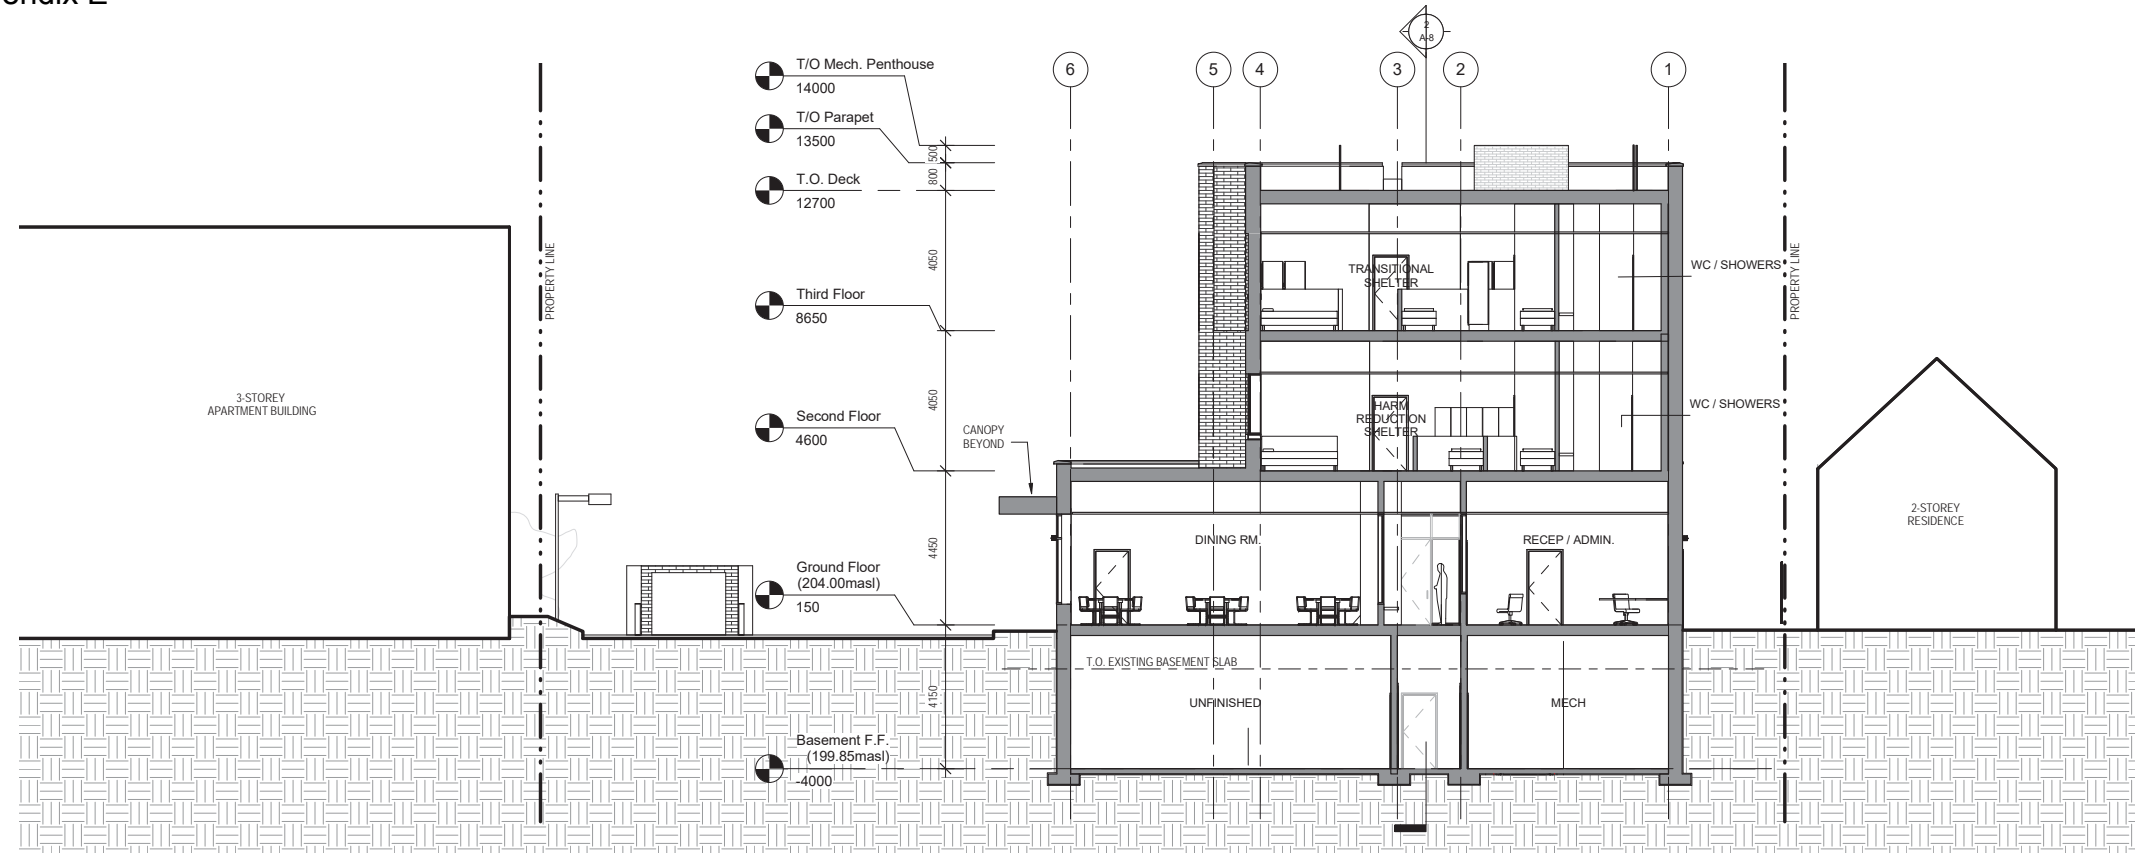 endix E
2
A-8
6
5
4
3
2
1
T/O Mech. Penthouse
14000
T/O Parapet
13500
T.O. Deck
12700
Third Floor
8650
Second Floor
4600
Ground Floor
(204.00masl)
150
Basement F.F.
(199.85masl)
-4000
500
800
4050
4050
4450
4150
PROPERTY LINE
PROPERTY LINE
3-STOREY
APARTMENT BUILDING
CANOPY
BEYOND
TRANSITIONAL
SHELTER
WC / SHOWERS
HARM
REDUCTION
SHELTER
WC / SHOWERS
DINING RM.
RECEP / ADMIN.
T.O. EXISTING BASEMENT SLAB
UNFINISHED
MECH
2-STOREY
RESIDENCE